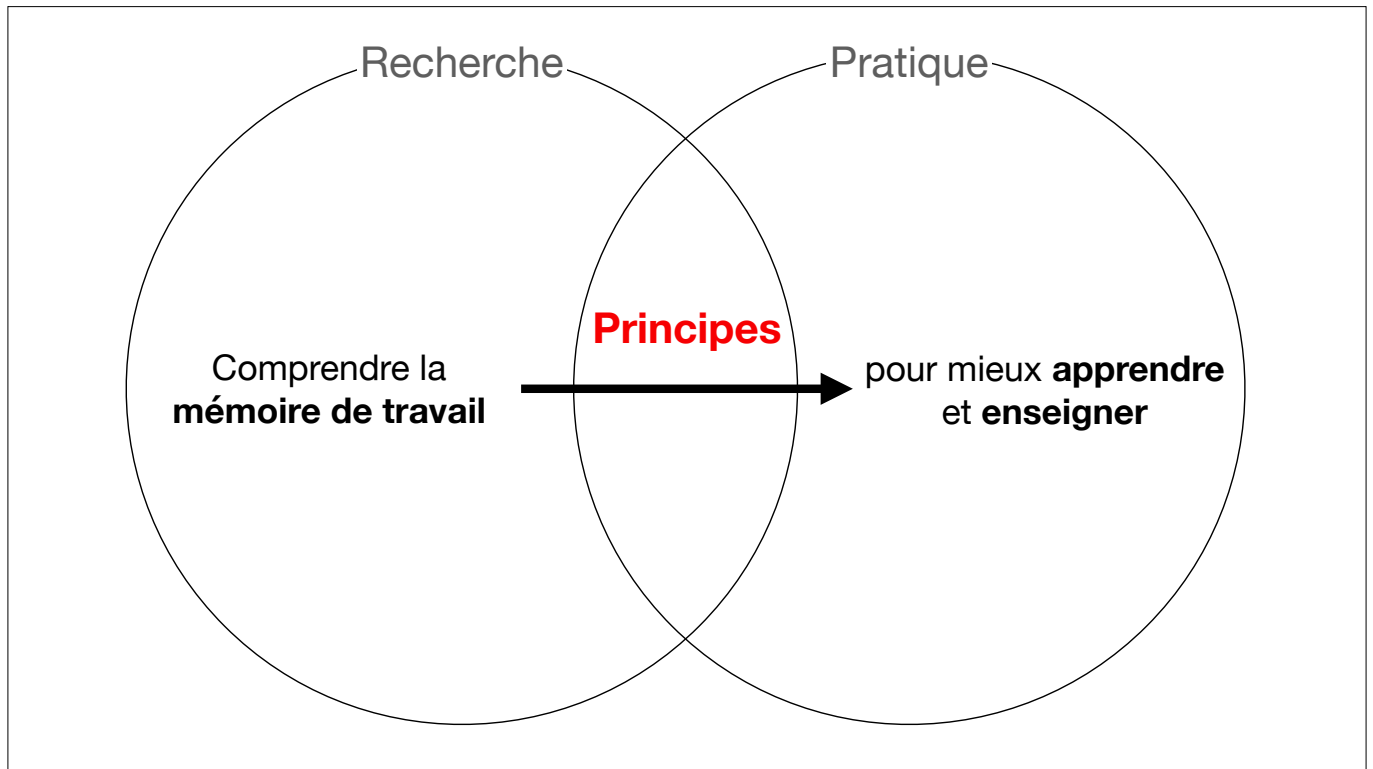 Recherche
Pratique
Principes
Comprendre la
mémoire de travail
pour mieux apprendre
et enseigner